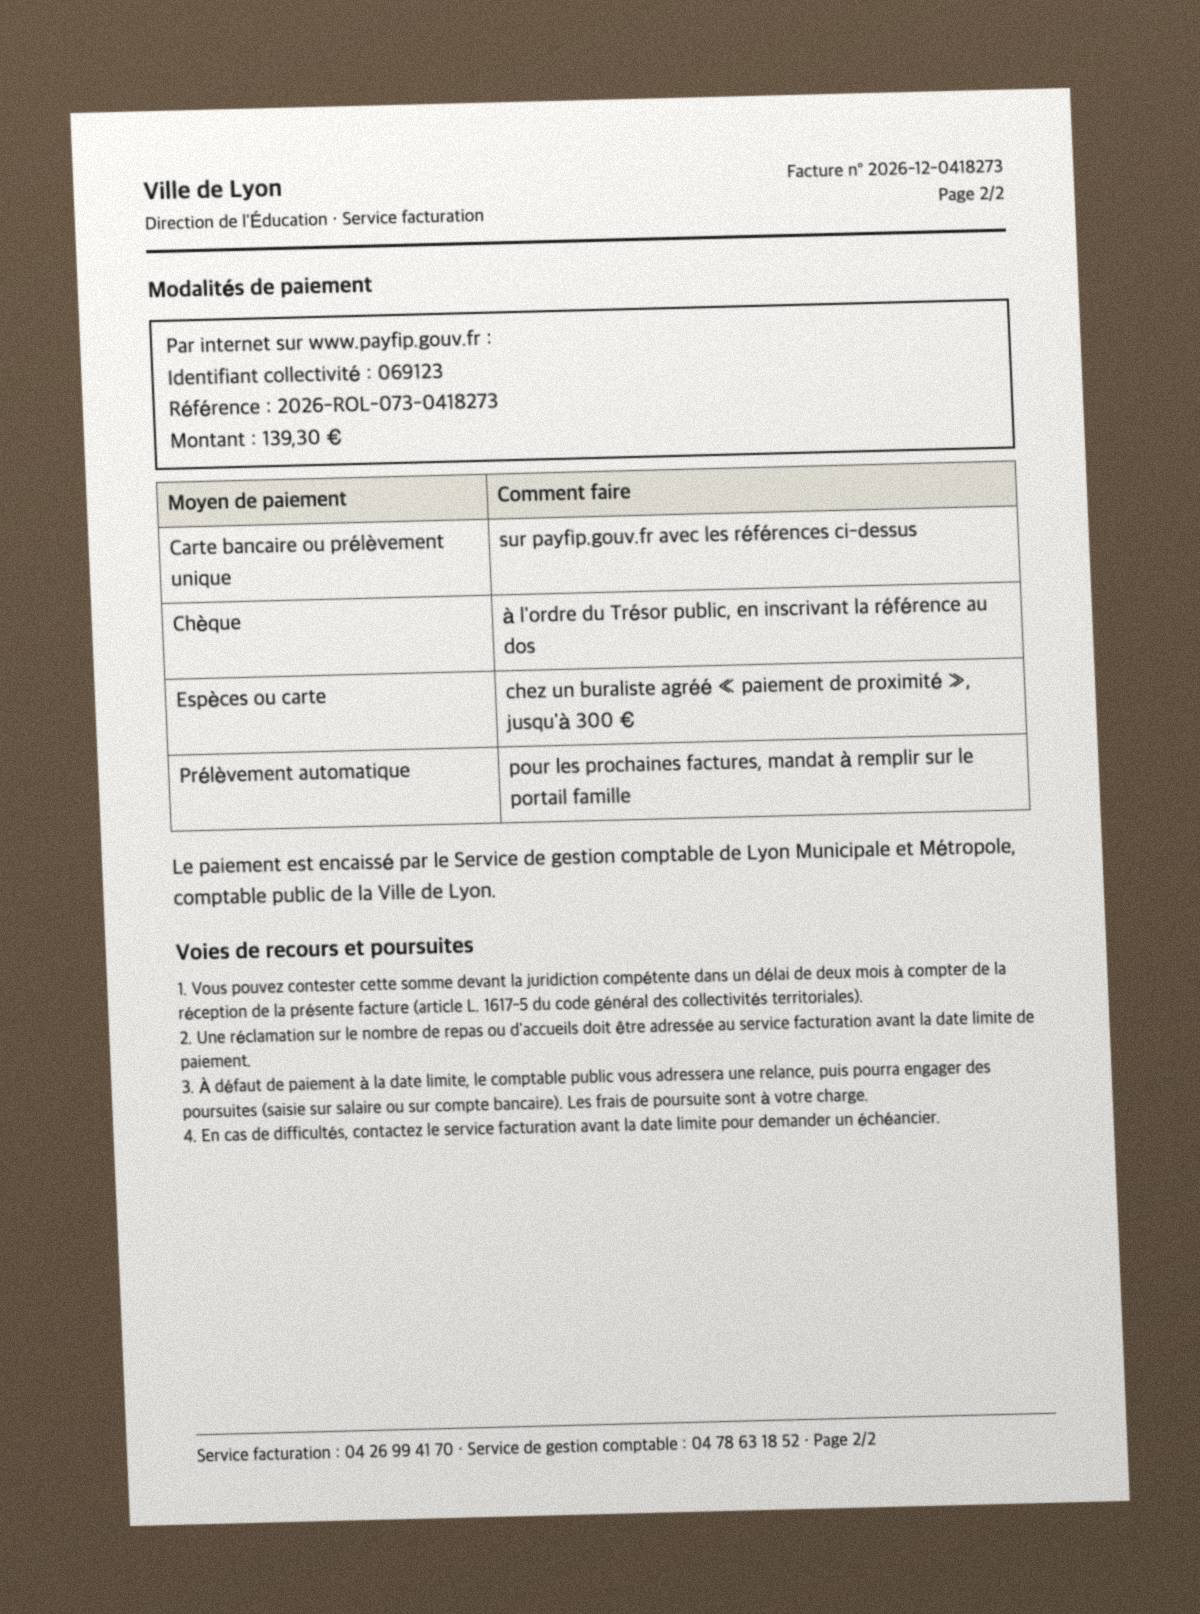 Ville de Lyon
Direction de l'Éducation · Service facturation
Facture n° 2026-12-0418273
Page 2/2
Modalités de paiement
Par internet sur www.payfip.gouv.fr :
Identifiant collectivité : 069123
Référence : 2026-ROL-073-0418273
Montant : 139,30 €
Moyen de paiement
Comment faire
Carte bancaire ou prélèvement
unique
sur payfip.gouv.fr avec les références ci-dessus
Chèque
à l'ordre du Trésor public, en inscrivant la référence au
dos
Espèces ou carte
chez un buraliste agréé « paiement de proximité »,
jusqu'à 300 €
Prélèvement automatique
pour les prochaines factures, mandat à remplir sur le
portail famille
Le paiement est encaissé par le Service de gestion comptable de Lyon Municipale et Métropole,
comptable public de la Ville de Lyon.
Voies de recours et poursuites
1. Vous pouvez contester cette somme devant la juridiction compétente dans un délai de deux mois à compter de la
réception de la présente facture (article L. 1617-5 du code général des collectivités territoriales).
2. Une réclamation sur le nombre de repas ou d'accueils doit être adressée au service facturation avant la date limite de
paiement.
3. À défaut de paiement à la date limite, le comptable public vous adressera une relance, puis pourra engager des
poursuites (saisie sur salaire ou sur compte bancaire). Les frais de poursuite sont à votre charge.
4. En cas de difficultés, contactez le service facturation avant la date limite pour demander un échéancier.
Service facturation : 04 26 99 41 70 · Service de gestion comptable : 04 78 63 18 52 · Page 2/2